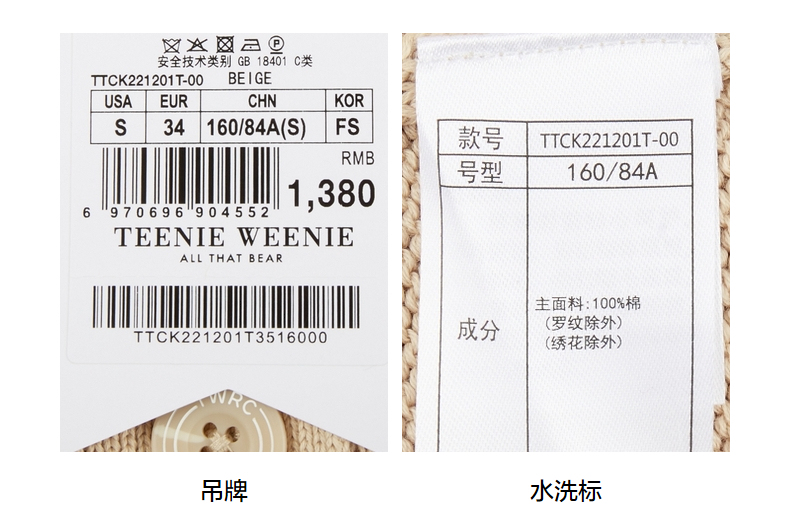 安全技术类别 GB 18401 C类
TTCK221201T-00 BEIGE
USA EUR CHN KOR
S 34 160/84A(S) FS
RMB
1,380
6 970696 904552
TEENIE WEENIE
ALL THAT BEAR
TTCK221201T3516000
TWRC
款号 TTCK221201T-00
号型 160/84A
成分
主面料:100%棉
(罗纹除外)
(绣花除外)
吊牌
水洗标